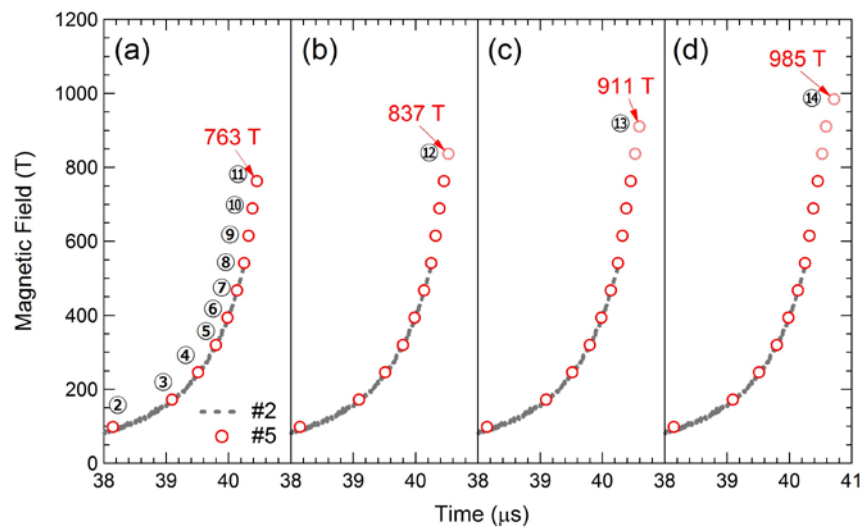 1200
(a) (b) (c) (d)
985 T
1000
⑭
911 T
837 T
⑬
763 T
⑫
800
⑪
⑩
⑨
600
⑧
⑦
⑥
400
⑤
④
③
②
200
#2
#5
0
38 39 40 38 39 40 38 39 40 38 39 40 41
Magnetic Field (T)
Time (μs)